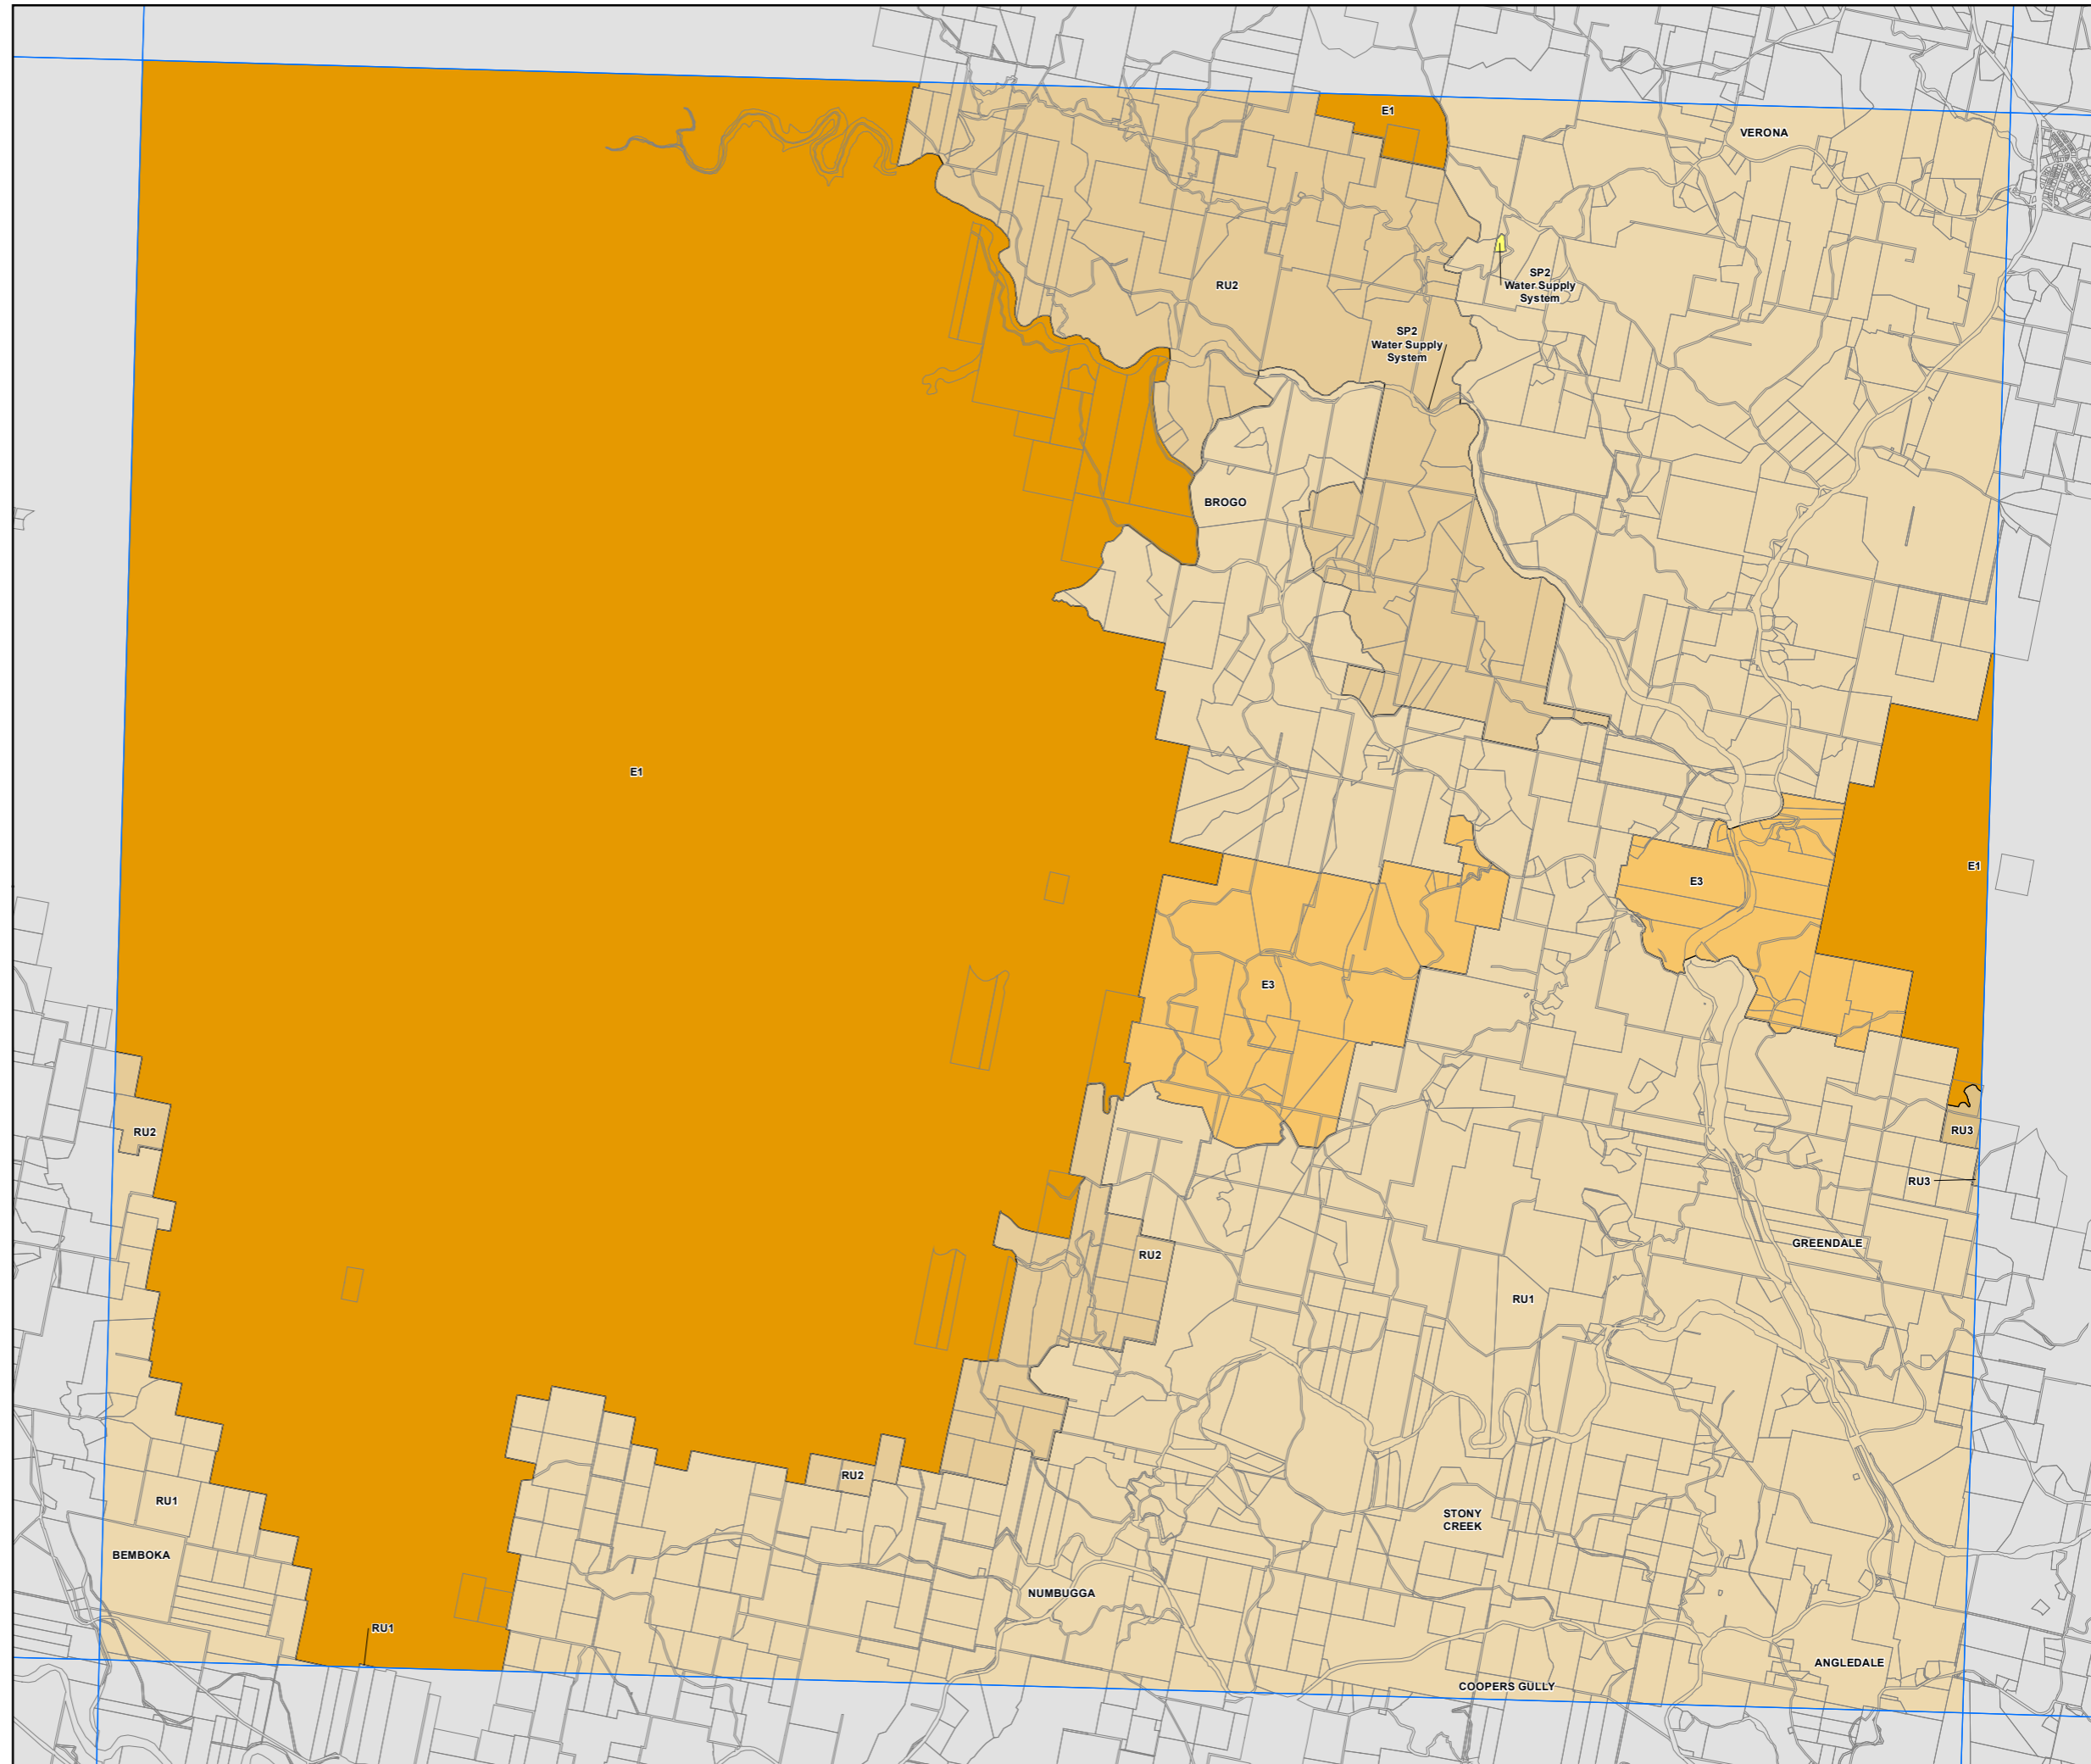 E1
VERONA
SP2
Water Supply
System
RU2
SP2
Water Supply
System
BROGO
E1
E1
E3
E3
RU2
RU3
RU3
GREENDALE
RU2
RU1
RU2
RU1
STONY
CREEK
BEMBOKA
NUMBUGGA
RU1
ANGLEDALE
COOPERS GULLY